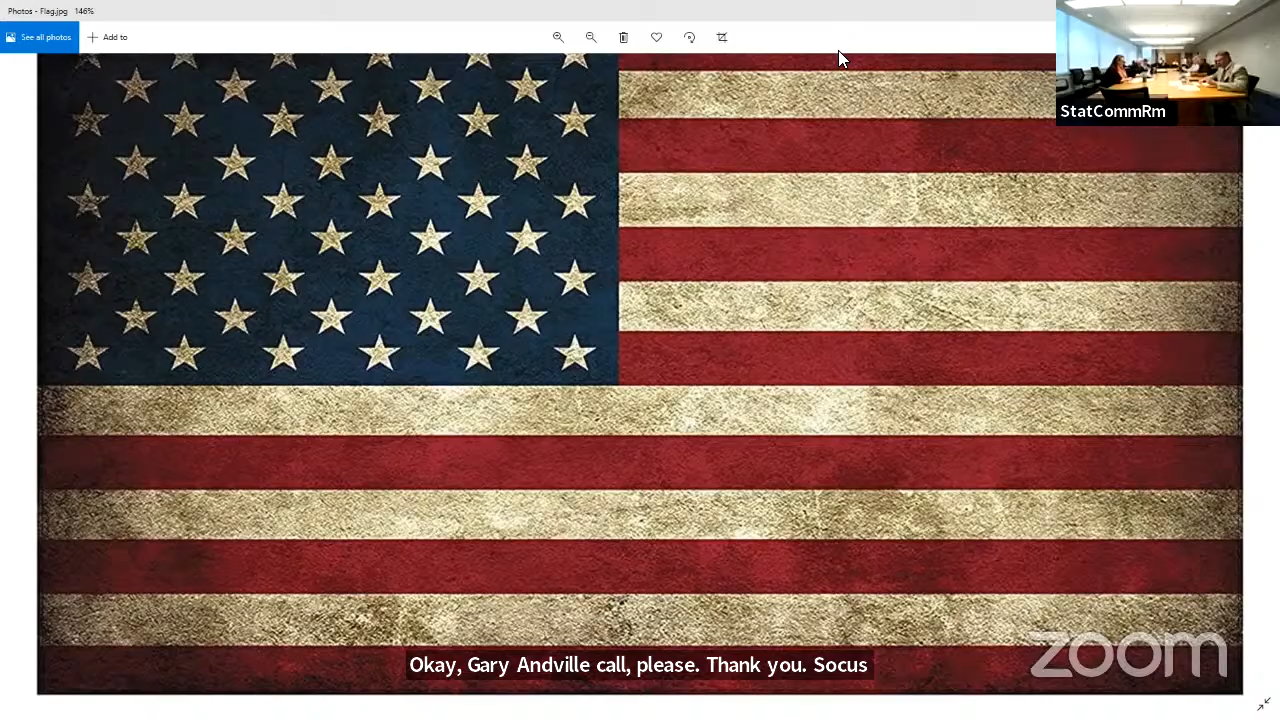 Photos - Flag.jpg 146%
See all photos
Add to
StatCommRm
Okay, Gary Andville call, please. Thank you. Socus
zoom